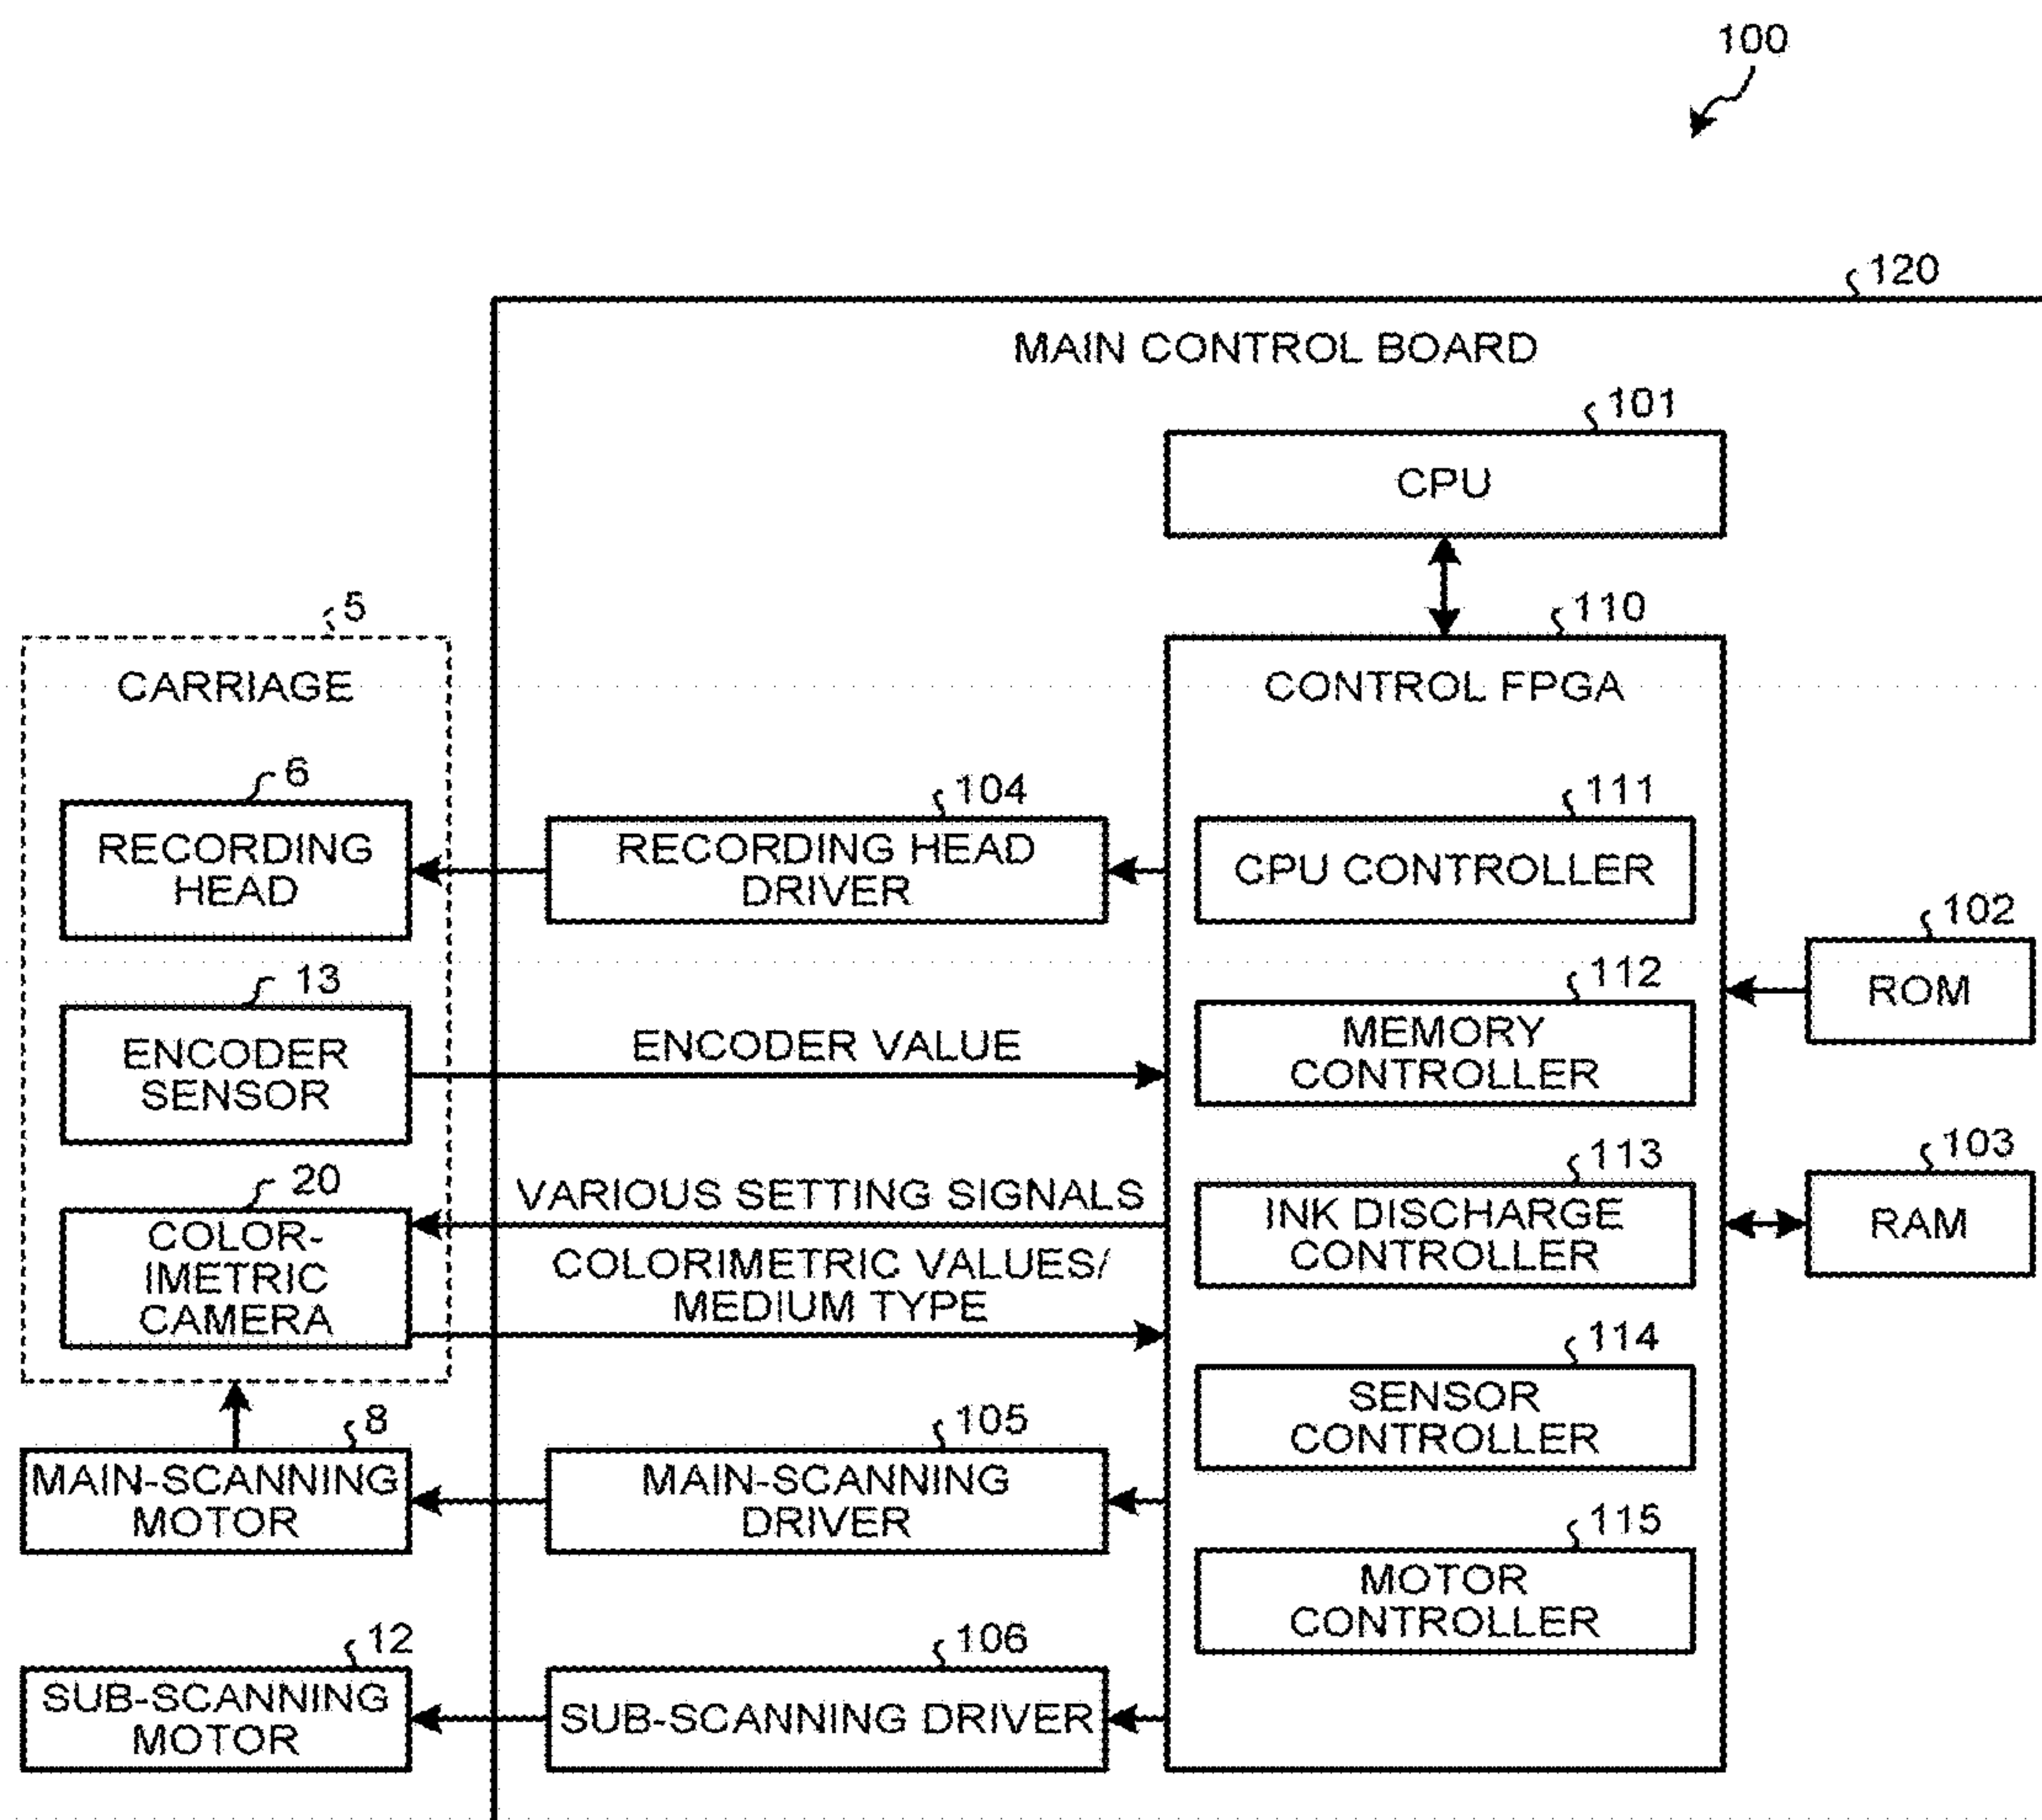 100
120
MAIN CONTROL BOARD
101
CPU
5
110
CARRIAGE
CONTROL FPGA
6
104
111
RECORDING
HEAD
RECORDING HEAD
DRIVER
CPU CONTROLLER
102
ROM
13
112
ENCODER
SENSOR
ENCODER VALUE
MEMORY
CONTROLLER
103
RAM
20
VARIOUS SETTING SIGNALS
113
COLOR-
IMETRIC
CAMERA
COLORIMETRIC VALUES/
MEDIUM TYPE
INK DISCHARGE
CONTROLLER
114
SENSOR
CONTROLLER
8
105
MAIN-SCANNING
MOTOR
MAIN-SCANNING
DRIVER
115
MOTOR
CONTROLLER
12
106
SUB-SCANNING
MOTOR
SUB-SCANNING DRIVER